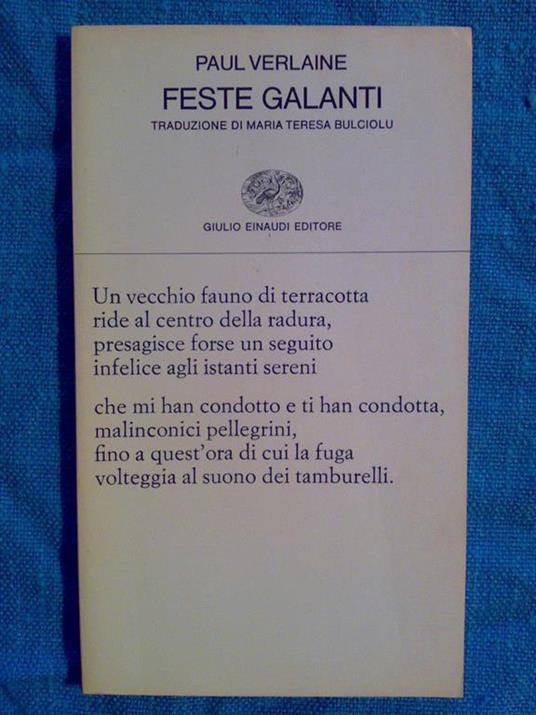 PAUL VERLAINE
FESTE GALANTI
TRADUZIONE DI MARIA TERESA BULCIOLU
GIULIO EINAUDI EDITORE
Un vecchio fauno di terracotta
ride al centro della radura,
presagisce forse un seguito
infelice agli istanti sereni
che mi han condotto e ti han condotta,
malinconici pellegrini,
fino a quest'ora di cui la fuga
volteggia al suono dei tamburelli.